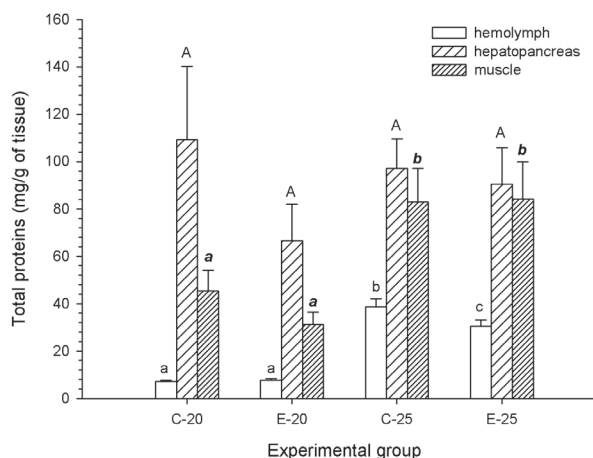 Total proteins (mg/g of tissue)
160
140
120
100
80
60
40
20
0
hemolymph
hepatopancreas
muscle
A
a
a
A
a
a
A
b
b
A
b
c
C-20 E-20 C-25 E-25
Experimental group